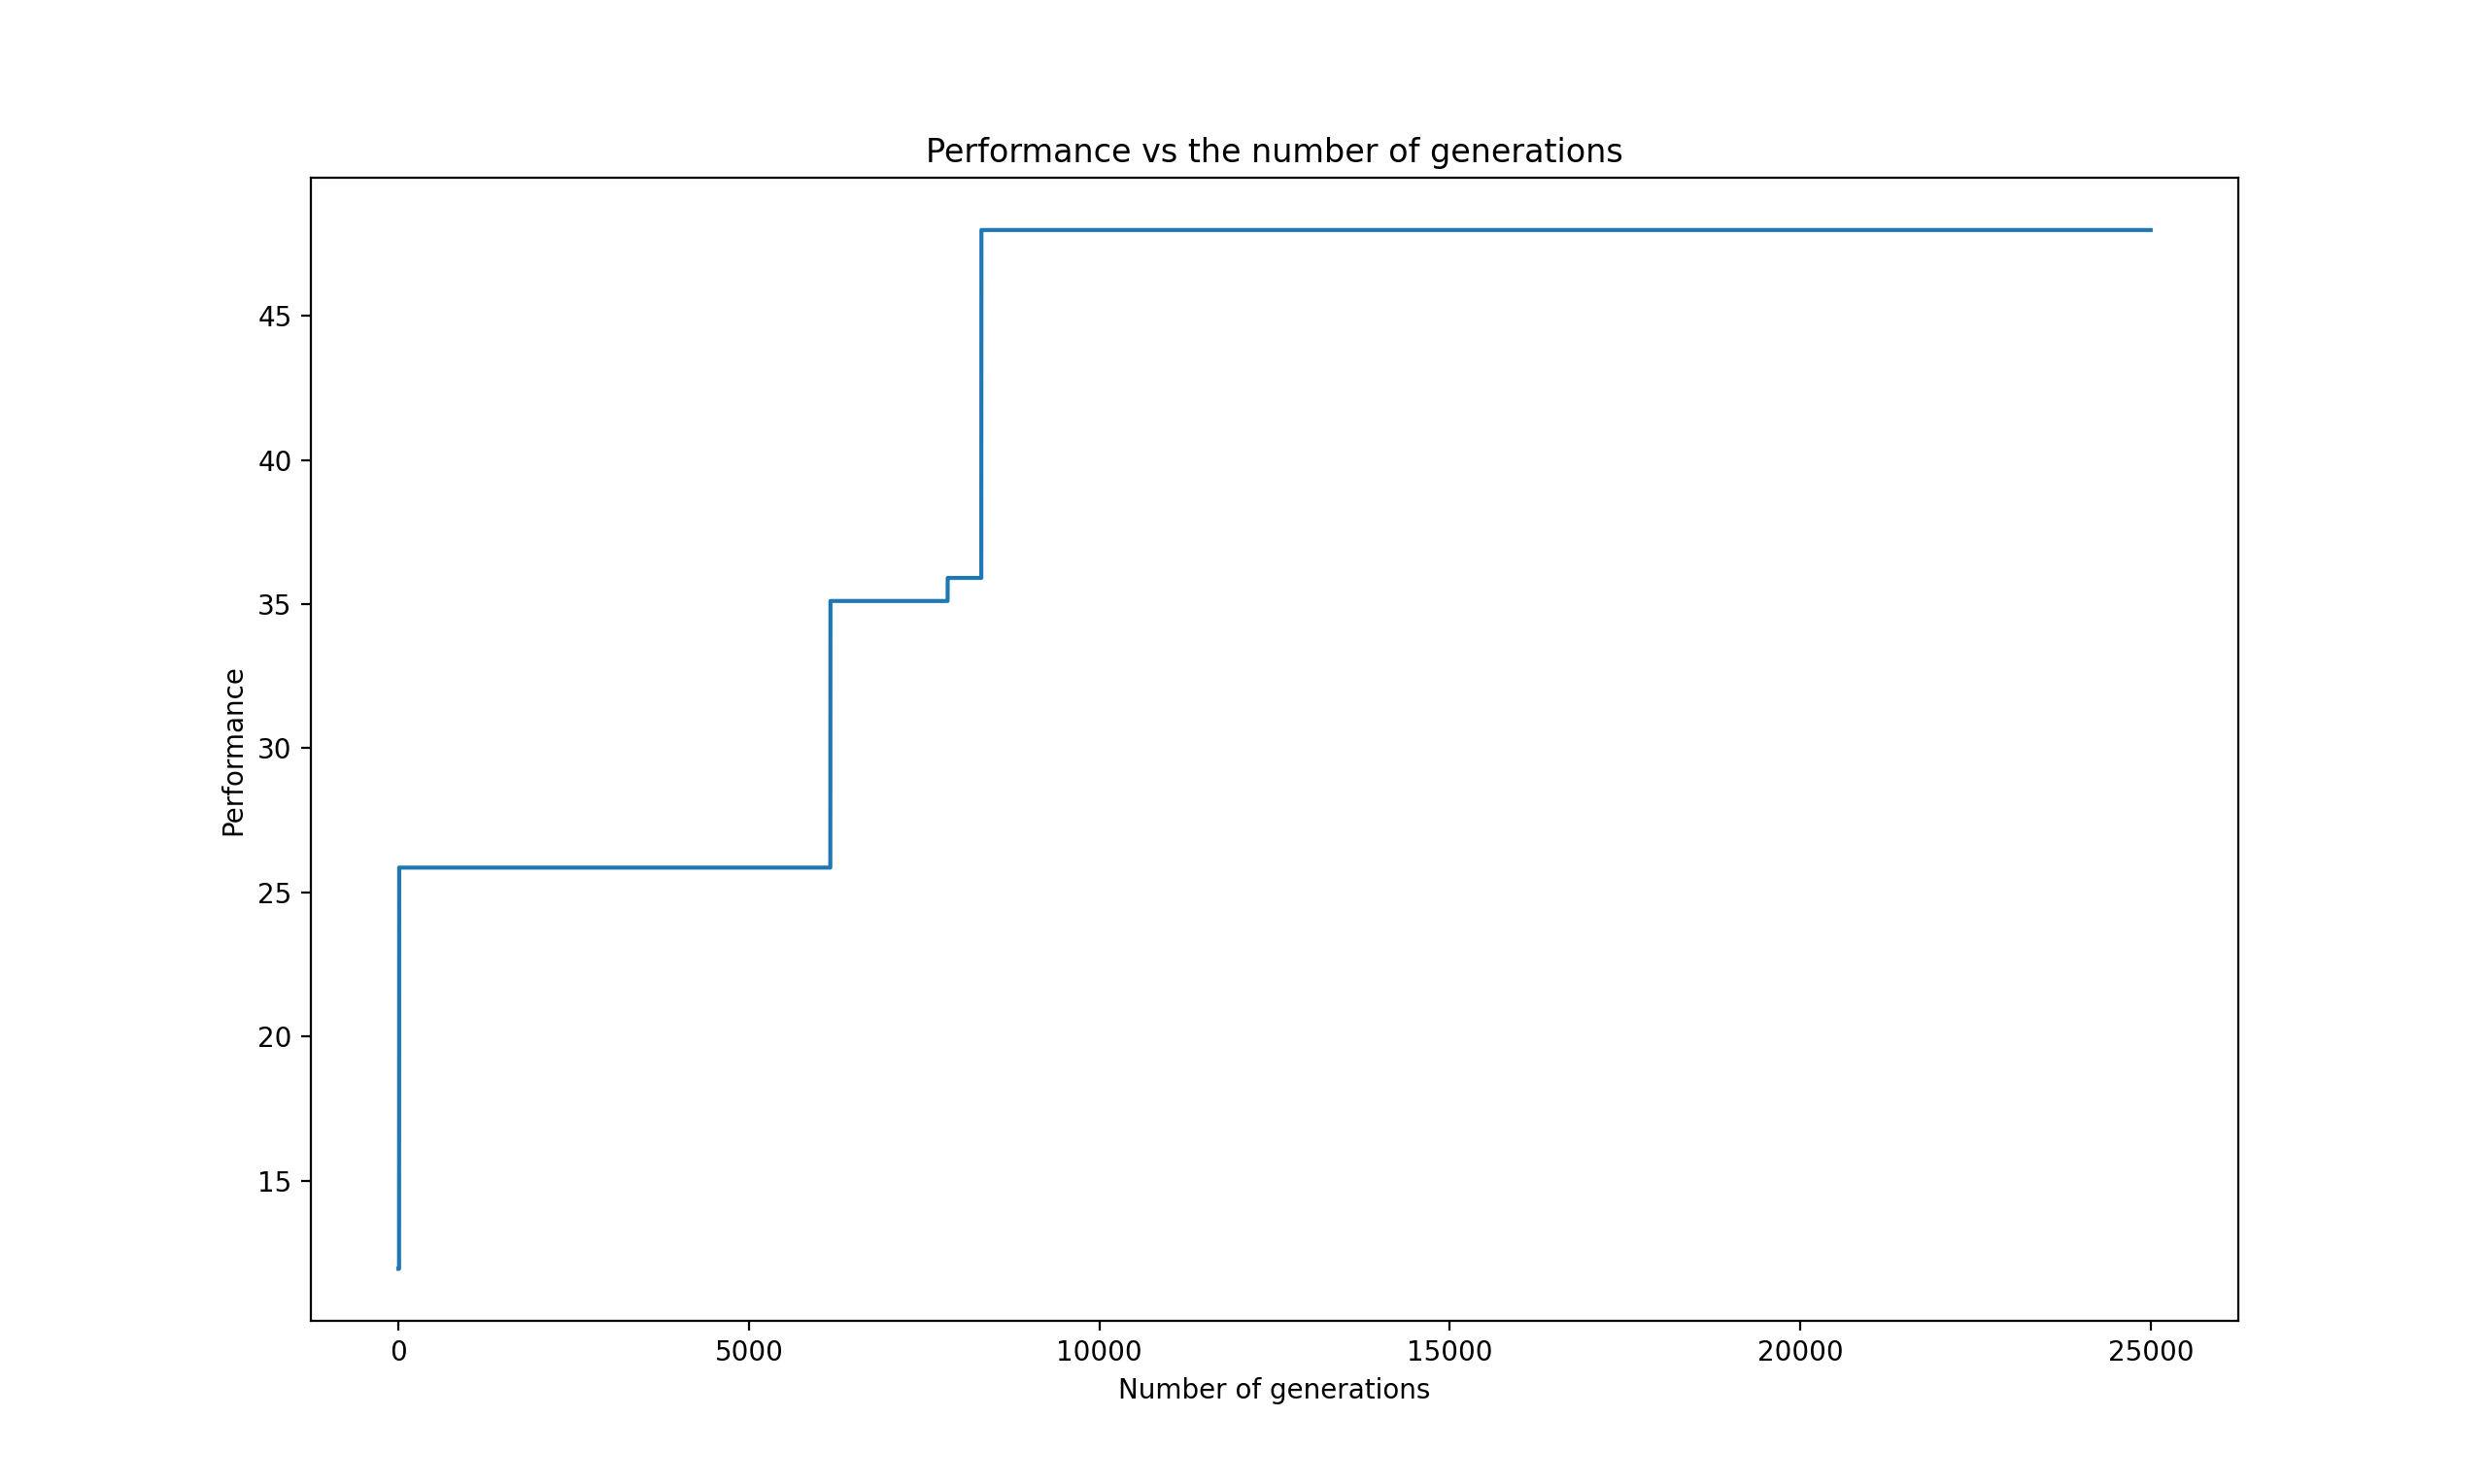 Performance vs the number of generations
45
40
35
30
25
20
15
Performance
0 5000 10000 15000 20000 25000
Number of generations